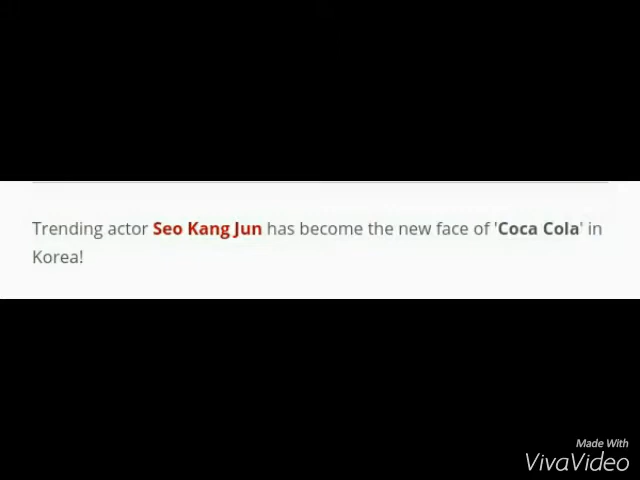 Trending actor Seo Kang Jun has become the new face of 'Coca Cola' in
Korea!
Made With
VivaVideo